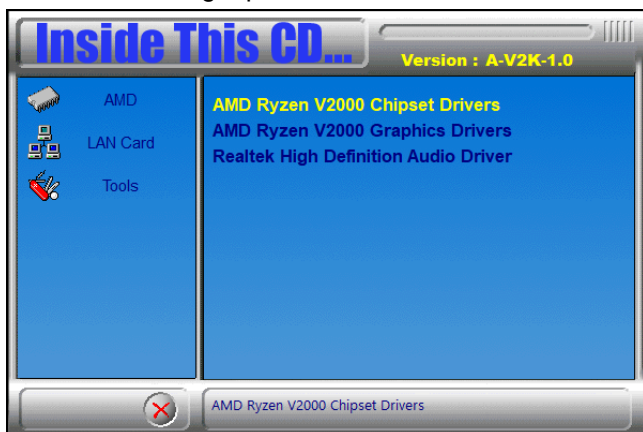 Inside This CD...
Version : A-V2K-1.0
AMD
LAN Card
Tools
AMD Ryzen V2000 Chipset Drivers
AMD Ryzen V2000 Graphics Drivers
Realtek High Definition Audio Driver
AMD Ryzen V2000 Chipset Drivers